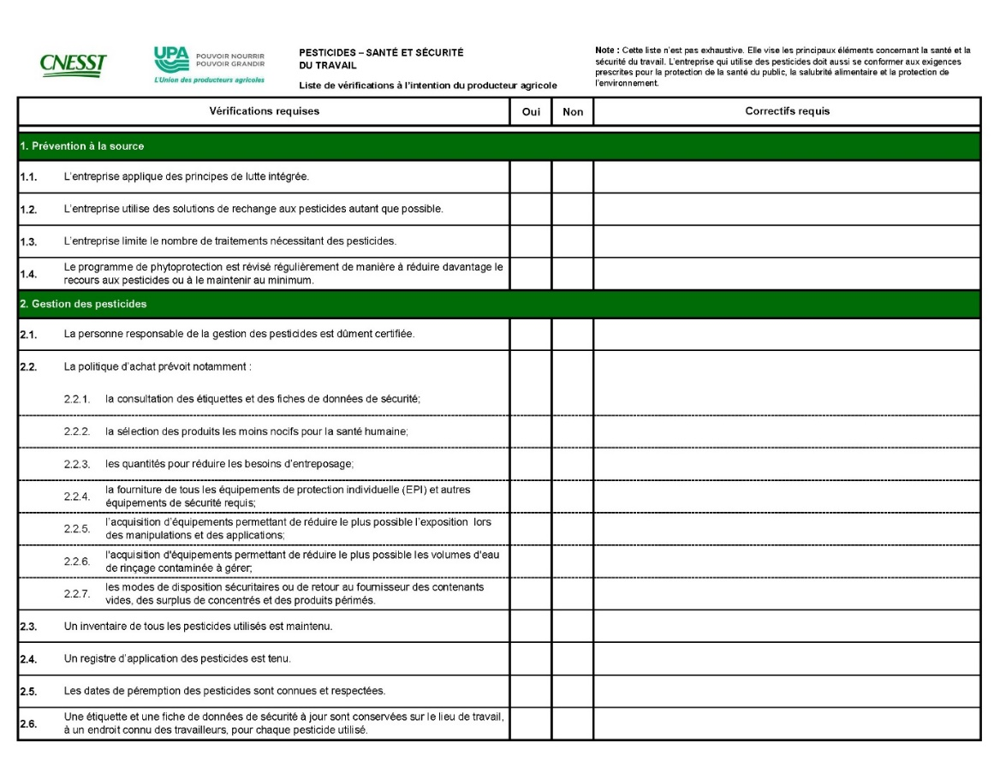 CNESST
UPA
POUVOIR NOURRIR
POUVOIR GRANDIR
L'Union des producteurs agricoles
PESTICIDES – SANTÉ ET SÉCURITÉ
DU TRAVAIL
Liste de vérifications à l'intention du producteur agricole
Note : Cette liste n'est pas exhaustive. Elle vise les principaux éléments concernant la santé et la
sécurité du travail. L'entreprise qui utilise des pesticides doit aussi se conformer aux exigences
prescrites pour la protection de la santé du public, la salubrité alimentaire et la protection de
l'environnement.
Vérifications requises Oui Non Correctifs requis
1. Prévention à la source
1.1. L'entreprise applique des principes de lutte intégrée.
1.2. L'entreprise utilise des solutions de rechange aux pesticides autant que possible.
1.3. L'entreprise limite le nombre de traitements nécessitant des pesticides.
1.4. Le programme de phytoprotection est révisé régulièrement de manière à réduire davantage le
recours aux pesticides ou à le maintenir au minimum.
2. Gestion des pesticides
2.1. La personne responsable de la gestion des pesticides est dûment certifiée.
2.2. La politique d'achat prévoit notamment :
2.2.1. la consultation des étiquettes et des fiches de données de sécurité;
2.2.2. la sélection des produits les moins nocifs pour la santé humaine;
2.2.3. les quantités pour réduire les besoins d'entreposage;
2.2.4. la fourniture de tous les équipements de protection individuelle (EPI) et autres
équipements de sécurité requis;
2.2.5. l'acquisition d'équipements permettant de réduire le plus possible l'exposition lors
des manipulations et des applications;
2.2.6. l'acquisition d'équipements permettant de réduire le plus possible les volumes d'eau
de rinçage contaminée à gérer;
2.2.7. les modes de disposition sécuritaires ou de retour au fournisseur des contenants
vides, des surplus de concentrés et des produits périmés.
2.3. Un inventaire de tous les pesticides utilisés est maintenu.
2.4. Un registre d'application des pesticides est tenu.
2.5. Les dates de péremption des pesticides sont connues et respectées.
2.6. Une étiquette et une fiche de données de sécurité à jour sont conservées sur le lieu de travail,
à un endroit connu des travailleurs, pour chaque pesticide utilisé.